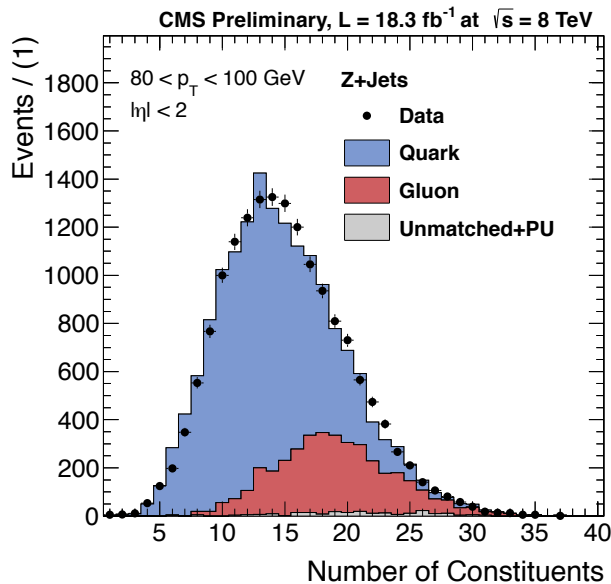 CMS Preliminary, L = 18.3 fb⁻¹ at √s = 8 TeV
80 < p_T < 100 GeV
|η| < 2
Z+Jets
Data
Quark
Gluon
Unmatched+PU
Events / (1)
1800
1600
1400
1200
1000
800
600
400
200
0
5 10 15 20 25 30 35 40
Number of Constituents